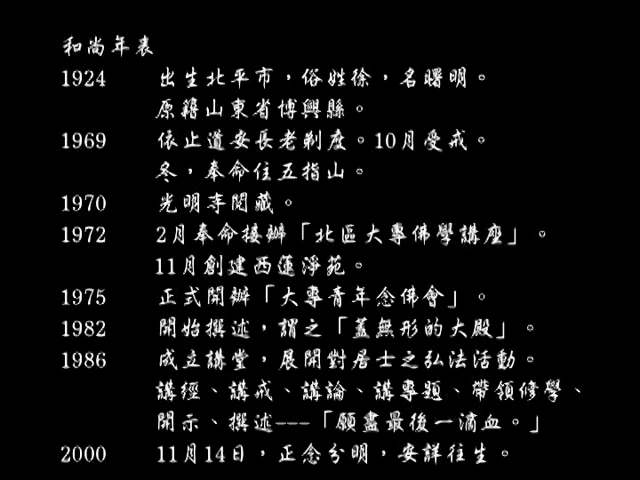 和尚年表
1924 出生北平市，俗姓徐，名曙明。
原籍山東省博興縣。
1969 依止道安長老剃度。10月受戒。
冬，奉命住五指山。
1970 光明寺閱藏。
1972 2月奉命接辦「北區大專佛學講座」。
11月創建西蓮淨苑。
1975 正式開辦「大專青年念佛會」。
1982 開始撰述，謂之「蓋無形的大殿」。
1986 成立講堂，展開對居士之弘法活動。
講經、講戒、講論、講專題、帶領修學、
開示、撰述---「願盡最後一滴血。」
2000 11月14日，正念分明，安詳往生。